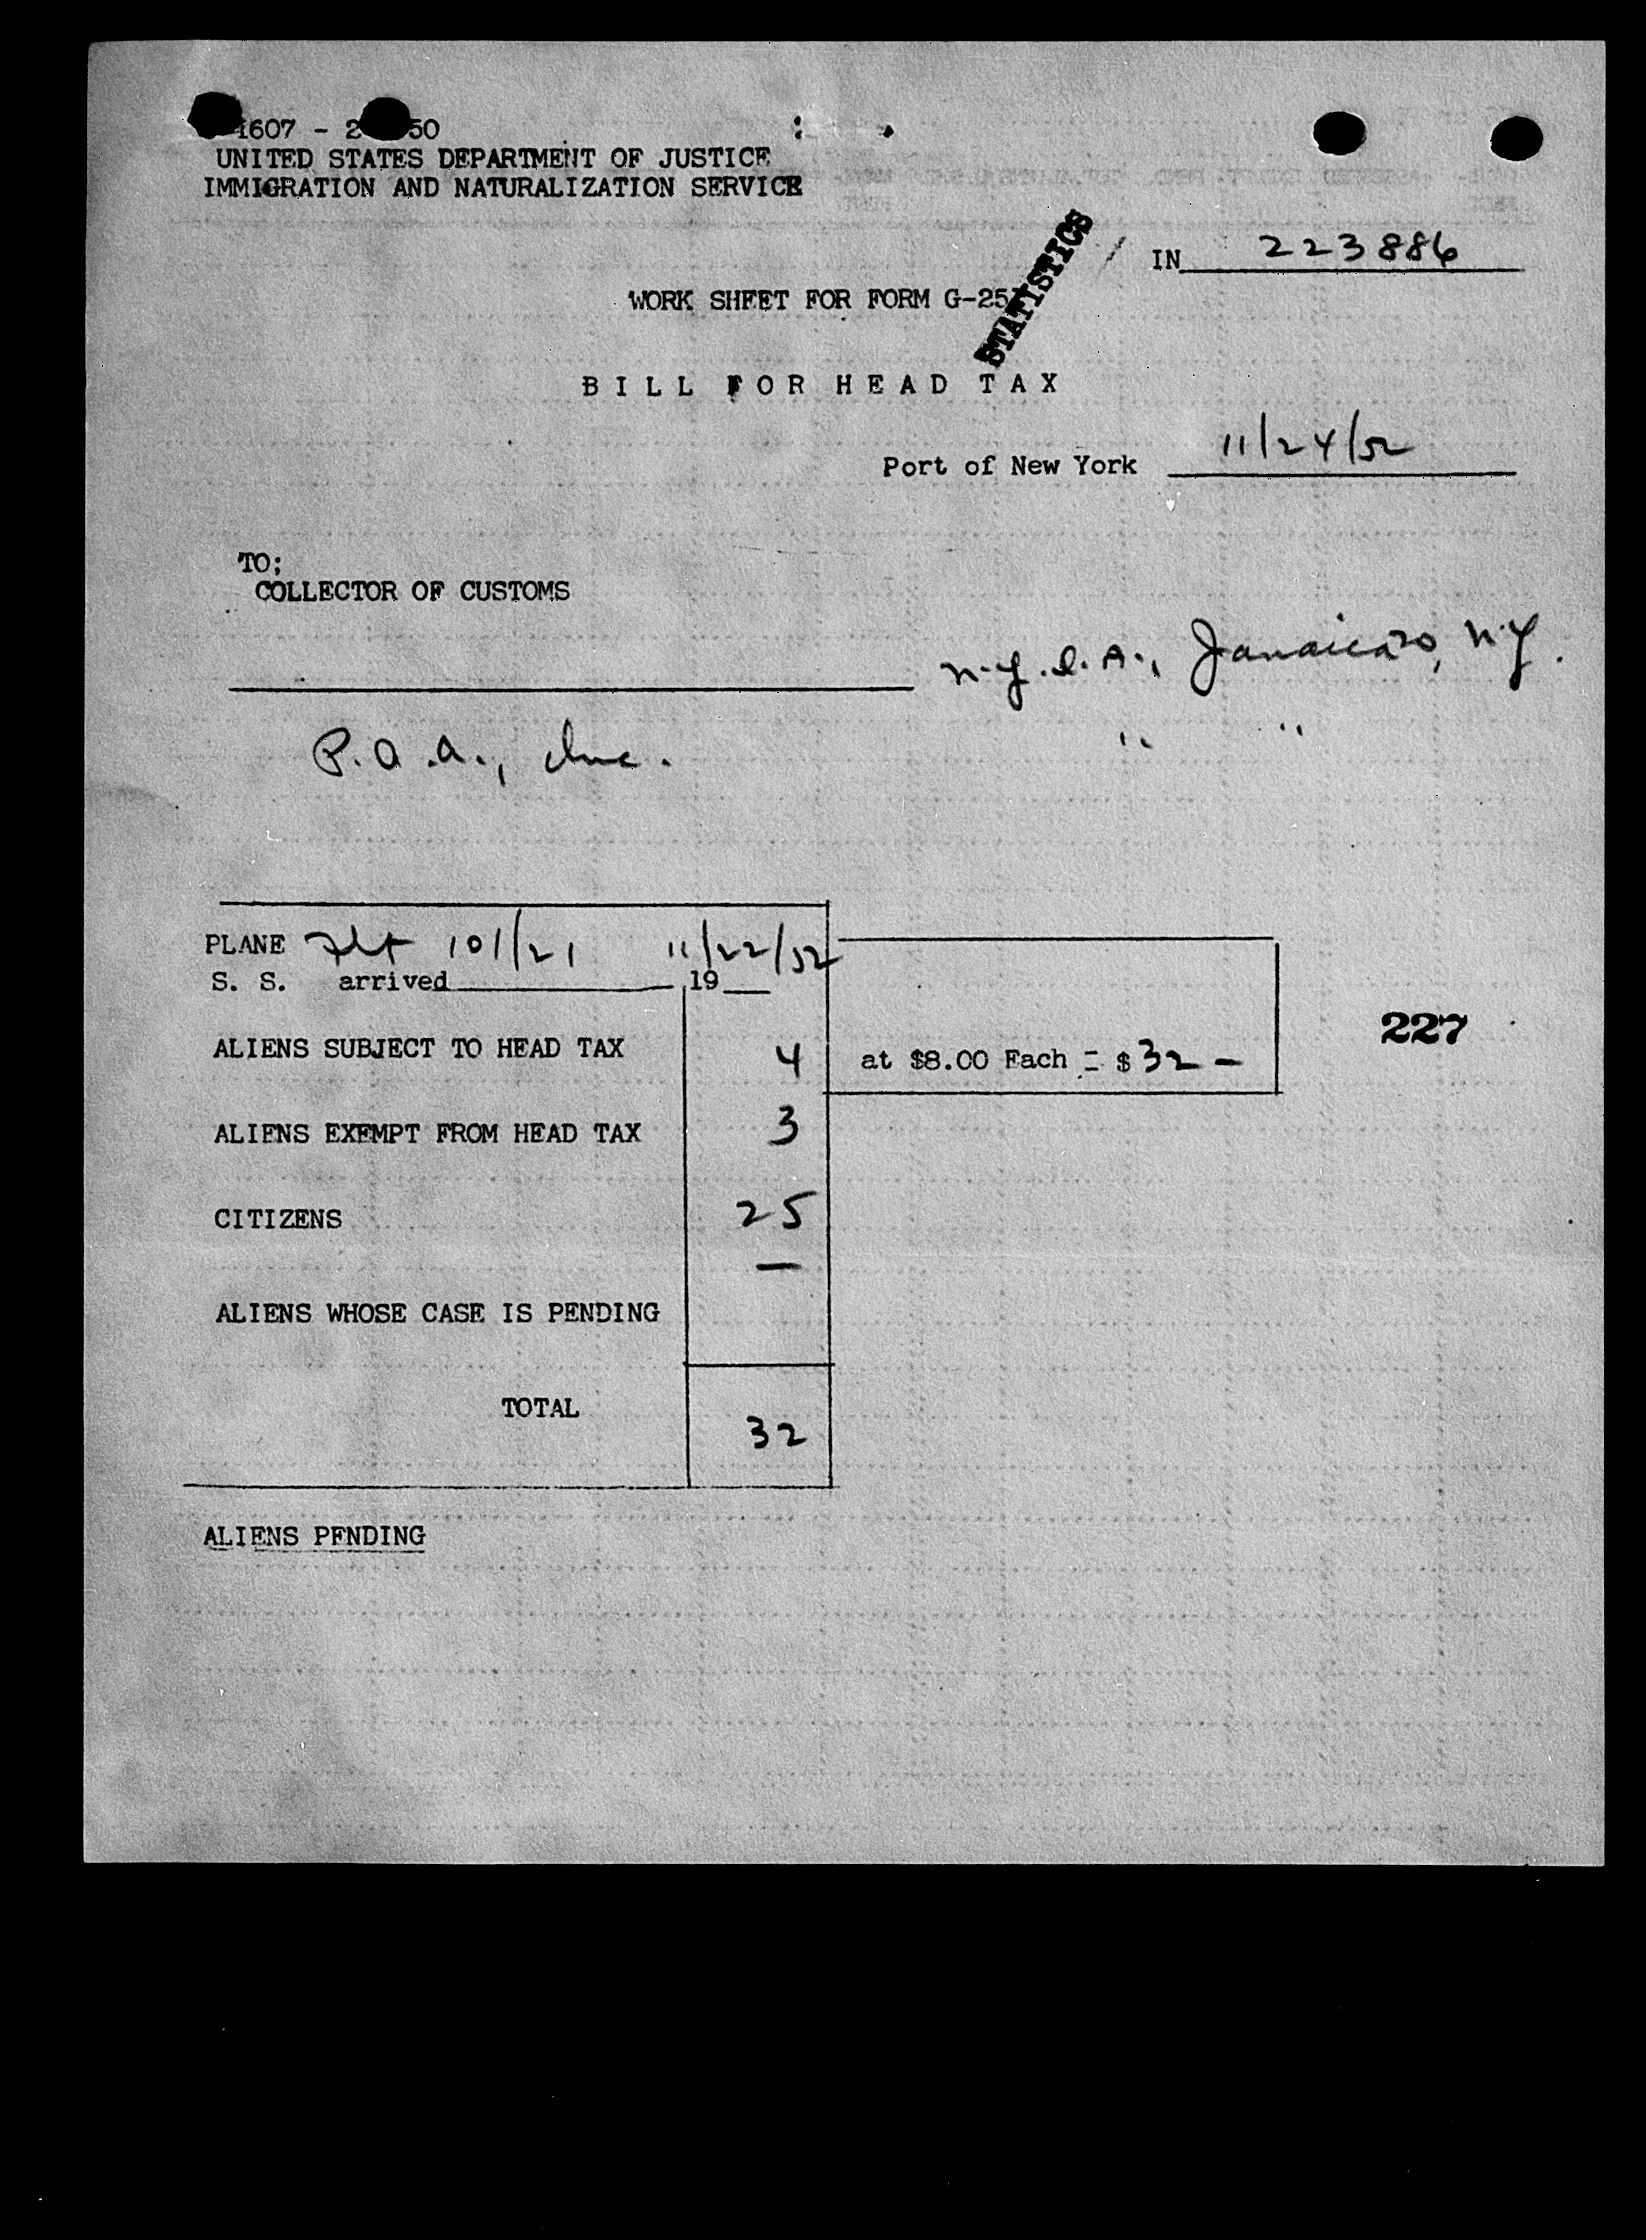 1607 - 2 50
UNITED STATES DEPARTMENT OF JUSTICE
IMMIGRATION AND NATURALIZATION SERVICE
STATISTICS
IN 223886
WORK SHEET FOR FORM G-25
BILL FOR HEAD TAX
Port of New York 11/24/52
TO;
COLLECTOR OF CUSTOMS
N.Y.I.A., Jamaica 30, N.Y.
P.A.A., Inc. " "
PLANE Flt 101/21 11/22/52
S. S. arrived ,19
ALIENS SUBJECT TO HEAD TAX 4 at $8.00 Each = $ 32 -
227
ALIENS EXEMPT FROM HEAD TAX 3
CITIZENS 25
—
ALIENS WHOSE CASE IS PENDING
TOTAL 32
ALIENS PENDING